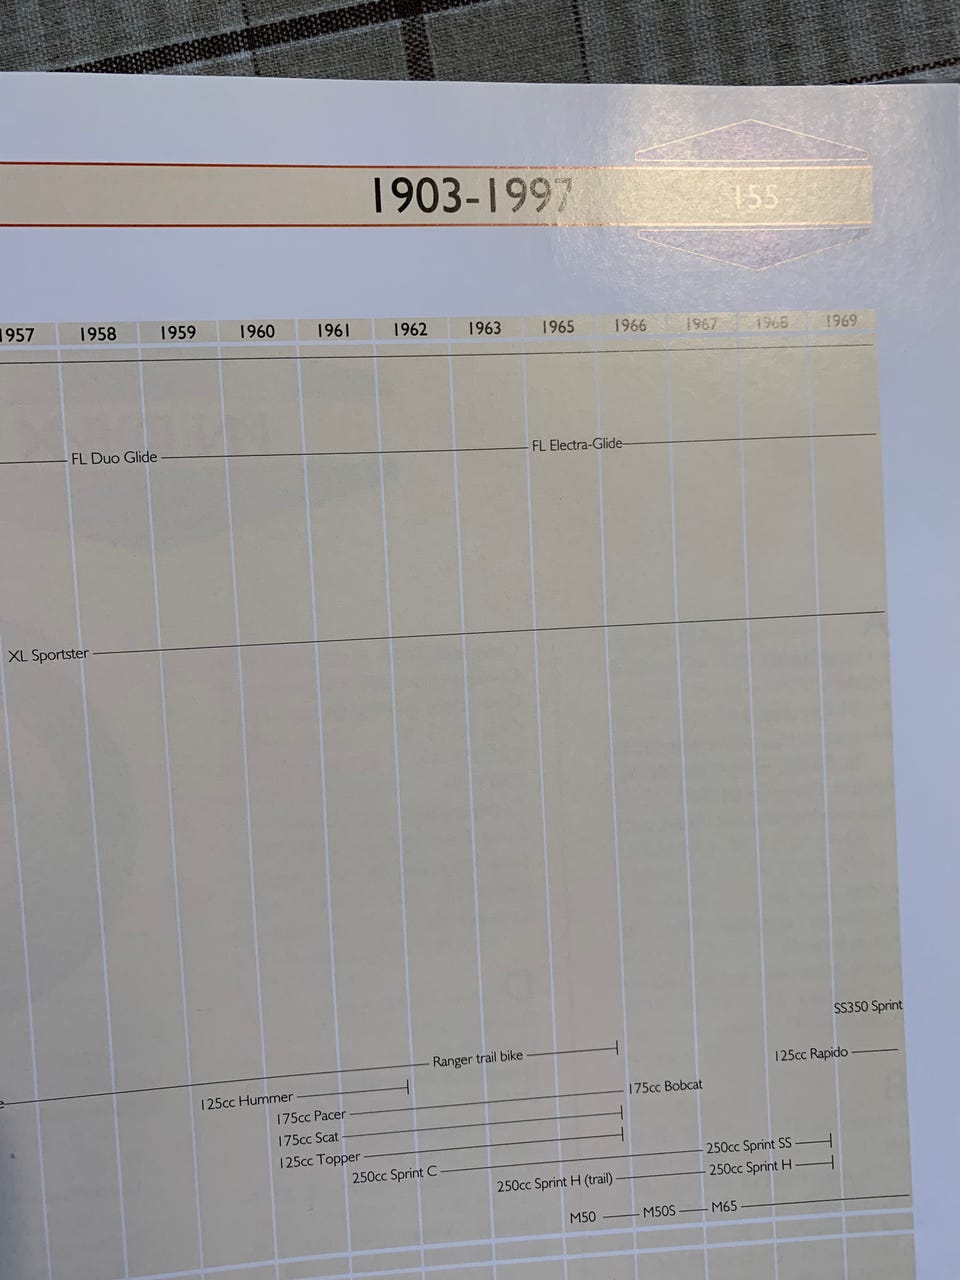 1903-1997
155
1957 1958 1959 1960 1961 1962 1963 1965 1966 1967 1968 1969
FL Duo Glide FL Electra-Glide
XL Sportster
SS350 Sprint
Ranger trail bike 125cc Rapido
125cc Hummer 175cc Bobcat
175cc Pacer
175cc Scat
125cc Topper 250cc Sprint SS
250cc Sprint C 250cc Sprint H
250cc Sprint H (trail)
M50 M50S M65